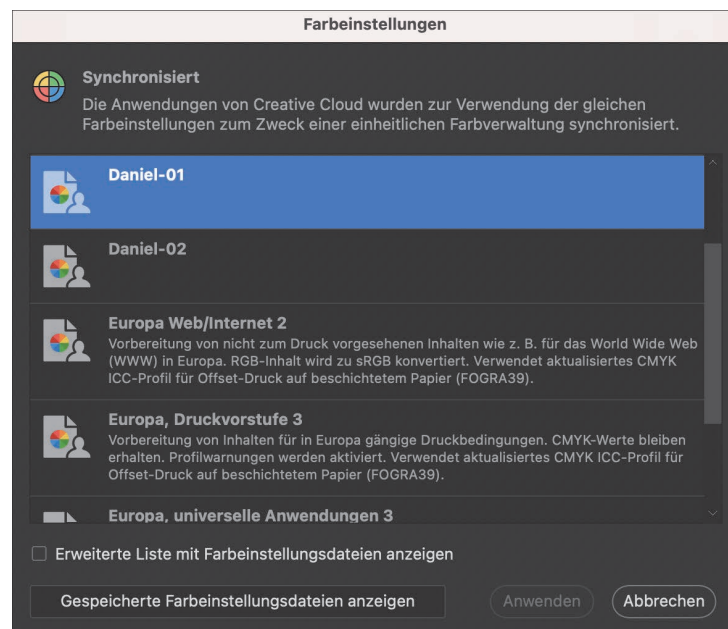 Farbeinstellungen
Synchronisiert
Die Anwendungen von Creative Cloud wurden zur Verwendung der gleichen
Farbeinstellungen zum Zweck einer einheitlichen Farbverwaltung synchronisiert.
Daniel-01
Daniel-02
Europa Web/Internet 2
Vorbereitung von nicht zum Druck vorgesehenen Inhalten wie z. B. für das World Wide Web
(WWW) in Europa. RGB-Inhalt wird zu sRGB konvertiert. Verwendet aktualisiertes CMYK
ICC-Profil für Offset-Druck auf beschichtetem Papier (FOGRA39).
Europa, Druckvorstufe 3
Vorbereitung von Inhalten für in Europa gängige Druckbedingungen. CMYK-Werte bleiben
erhalten. Profilwarnungen werden aktiviert. Verwendet aktualisiertes CMYK ICC-Profil für
Offset-Druck auf beschichtetem Papier (FOGRA39).
Europa, universelle Anwendungen 3
Erweiterte Liste mit Farbeinstellungsdateien anzeigen
Gespeicherte Farbeinstellungsdateien anzeigen
Anwenden
Abbrechen